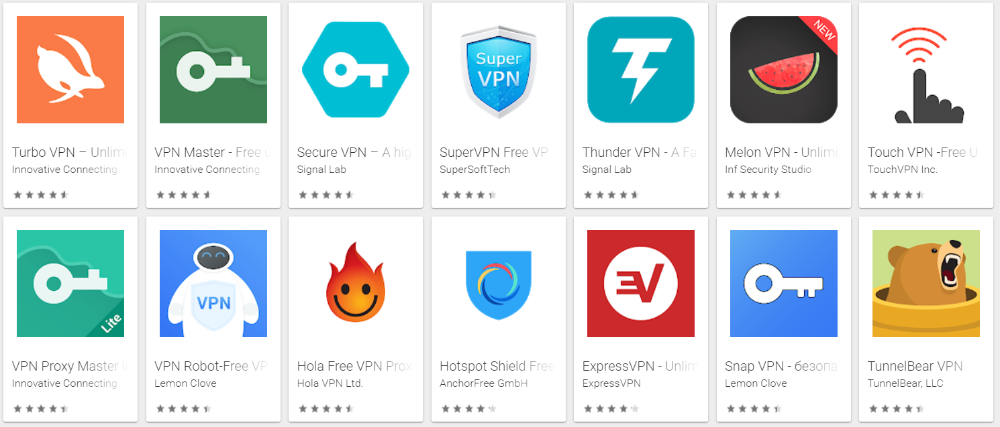 NEW
Super
VPN
Turbo VPN – Unlimi
Innovative Connecting
VPN Master - Free u
Innovative Connecting
Secure VPN – A hig
Signal Lab
SuperVPN Free VP
SuperSoftTech
Thunder VPN - A Fa
Signal Lab
Melon VPN - Unlimi
Inf Security Studio
Touch VPN -Free U
TouchVPN Inc.
Lite
VPN
VPN Proxy Master li
Innovative Connecting
VPN Robot-Free VP
Lemon Clove
Hola Free VPN Prox
Hola VPN Ltd.
Hotspot Shield Free
AnchorFree GmbH
ExpressVPN - Unlim
ExpressVPN
Snap VPN - безопа
Lemon Clove
TunnelBear VPN
TunnelBear, LLC